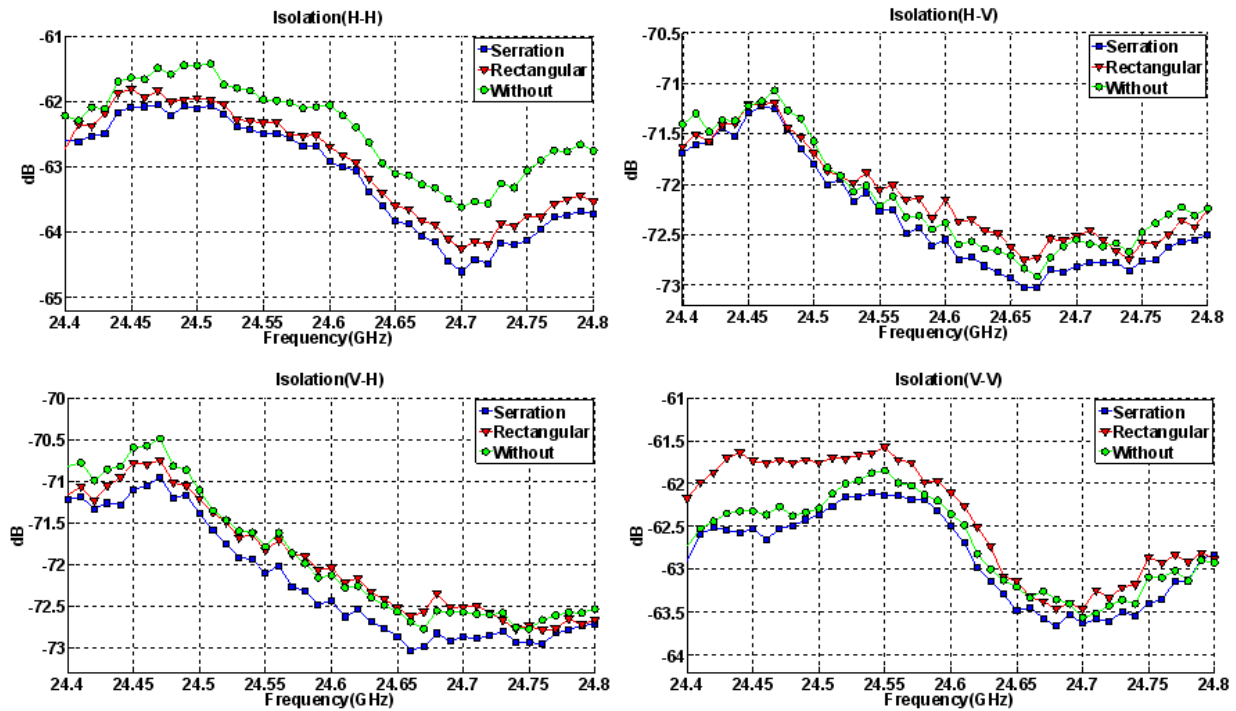 Isolation(H-H)
-61
-62
-63
-64
-65
dB
Serration
Rectangular
Without
24.4 24.45 24.5 24.55 24.6 24.65 24.7 24.75 24.8
Frequency(GHz)
Isolation(H-V)
-70.5
-71
-71.5
-72
-72.5
-73
dB
Serration
Rectangular
Without
24.4 24.45 24.5 24.55 24.6 24.65 24.7 24.75 24.8
Frequency(GHz)
Isolation(V-H)
-70
-70.5
-71
-71.5
-72
-72.5
-73
dB
Serration
Rectangular
Without
24.4 24.45 24.5 24.55 24.6 24.65 24.7 24.75 24.8
Frequency(GHz)
Isolation(V-V)
-61
-61.5
-62
-62.5
-63
-63.5
-64
dB
Serration
Rectangular
Without
24.4 24.45 24.5 24.55 24.6 24.65 24.7 24.75 24.8
Frequency(GHz)